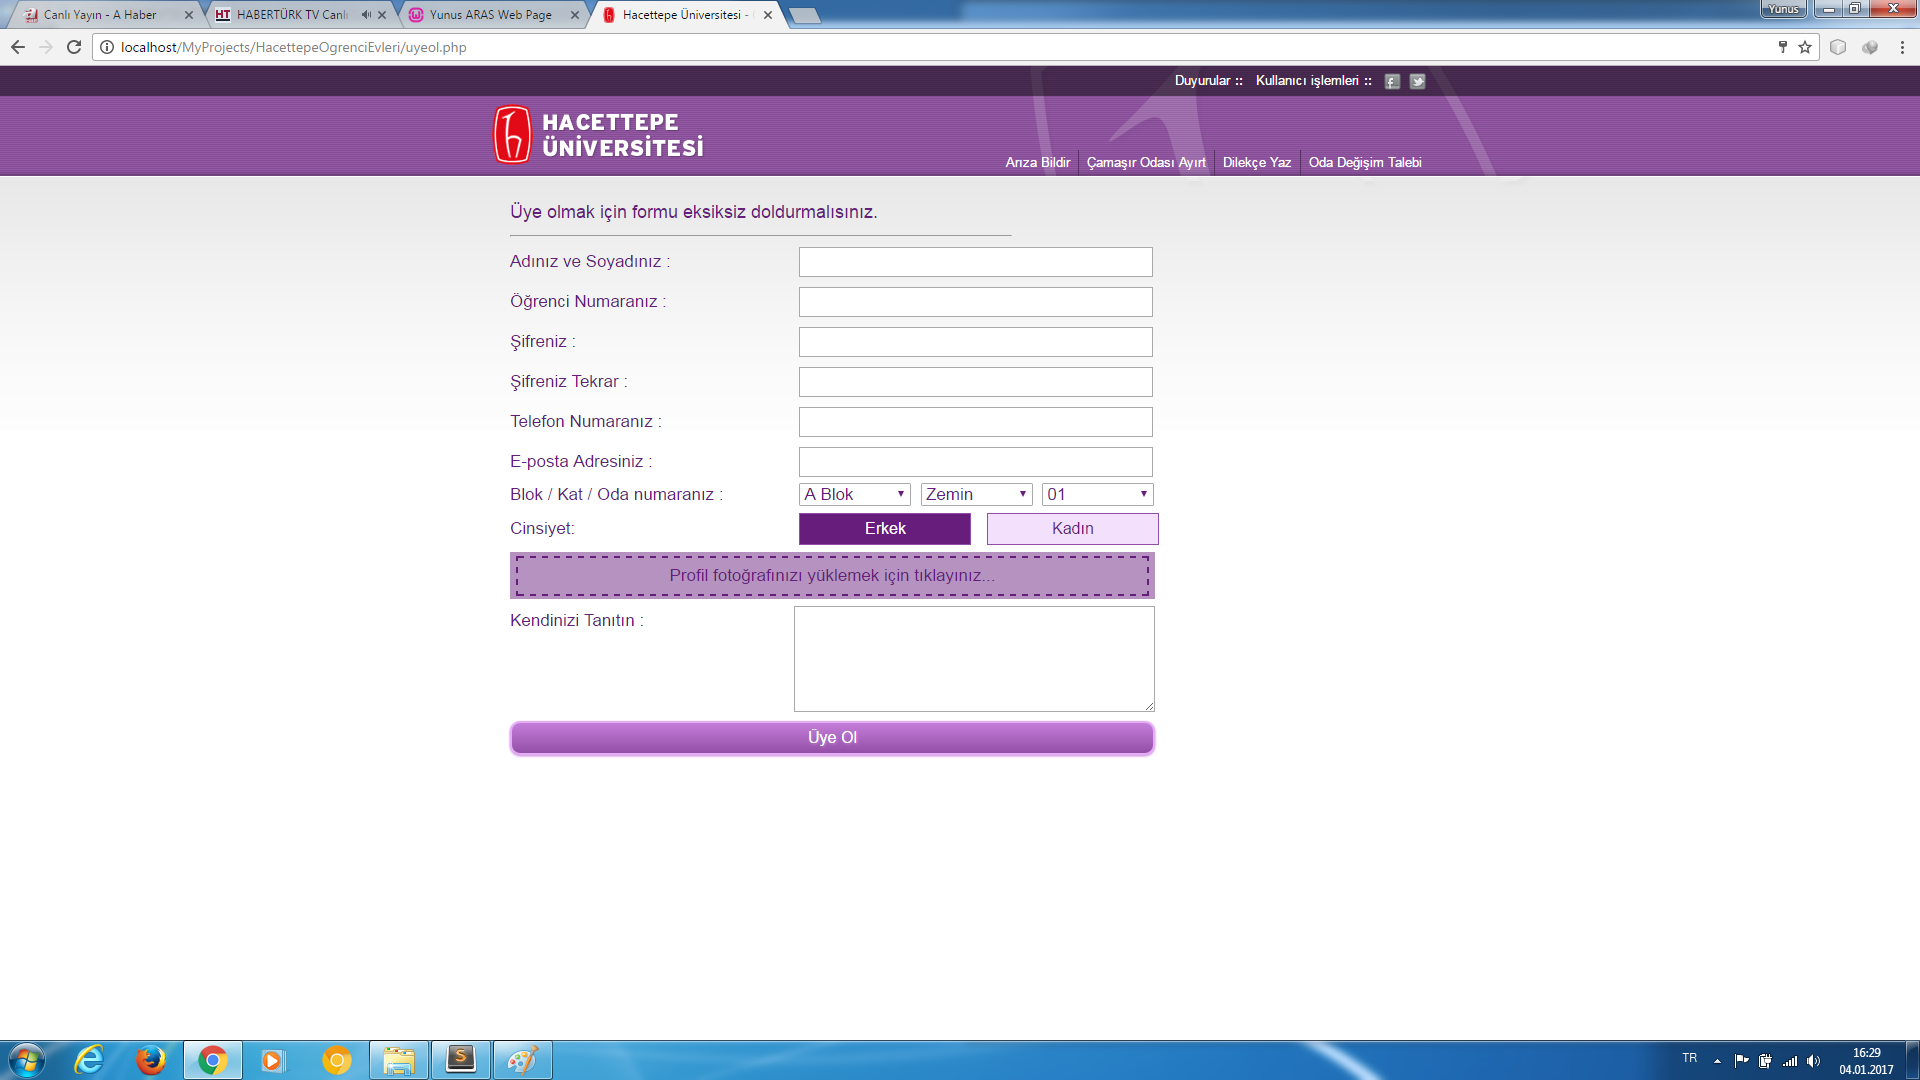 Canlı Yayın - A Haber
HABERTÜRK TV Canlı
Yunus ARAS Web Page
Hacettepe Üniversitesi -
Yunus
localhost/MyProjects/HacettepeOgrenciEvleri/uyeol.php
Duyurular :: Kullanıcı işlemleri ::
HACETTEPE
ÜNİVERSİTESİ
Arıza Bildir Çamaşır Odası Ayırt Dilekçe Yaz Oda Değişim Talebi
Üye olmak için formu eksiksiz doldurmalısınız.
Adınız ve Soyadınız :
Öğrenci Numaranız :
Şifreniz :
Şifreniz Tekrar :
Telefon Numaranız :
E-posta Adresiniz :
Blok / Kat / Oda numaranız : A Blok Zemin 01
Cinsiyet: Erkek Kadın
Profil fotoğrafınızı yüklemek için tıklayınız...
Kendinizi Tanıtın :
Üye Ol
TR
16:29
04.01.2017